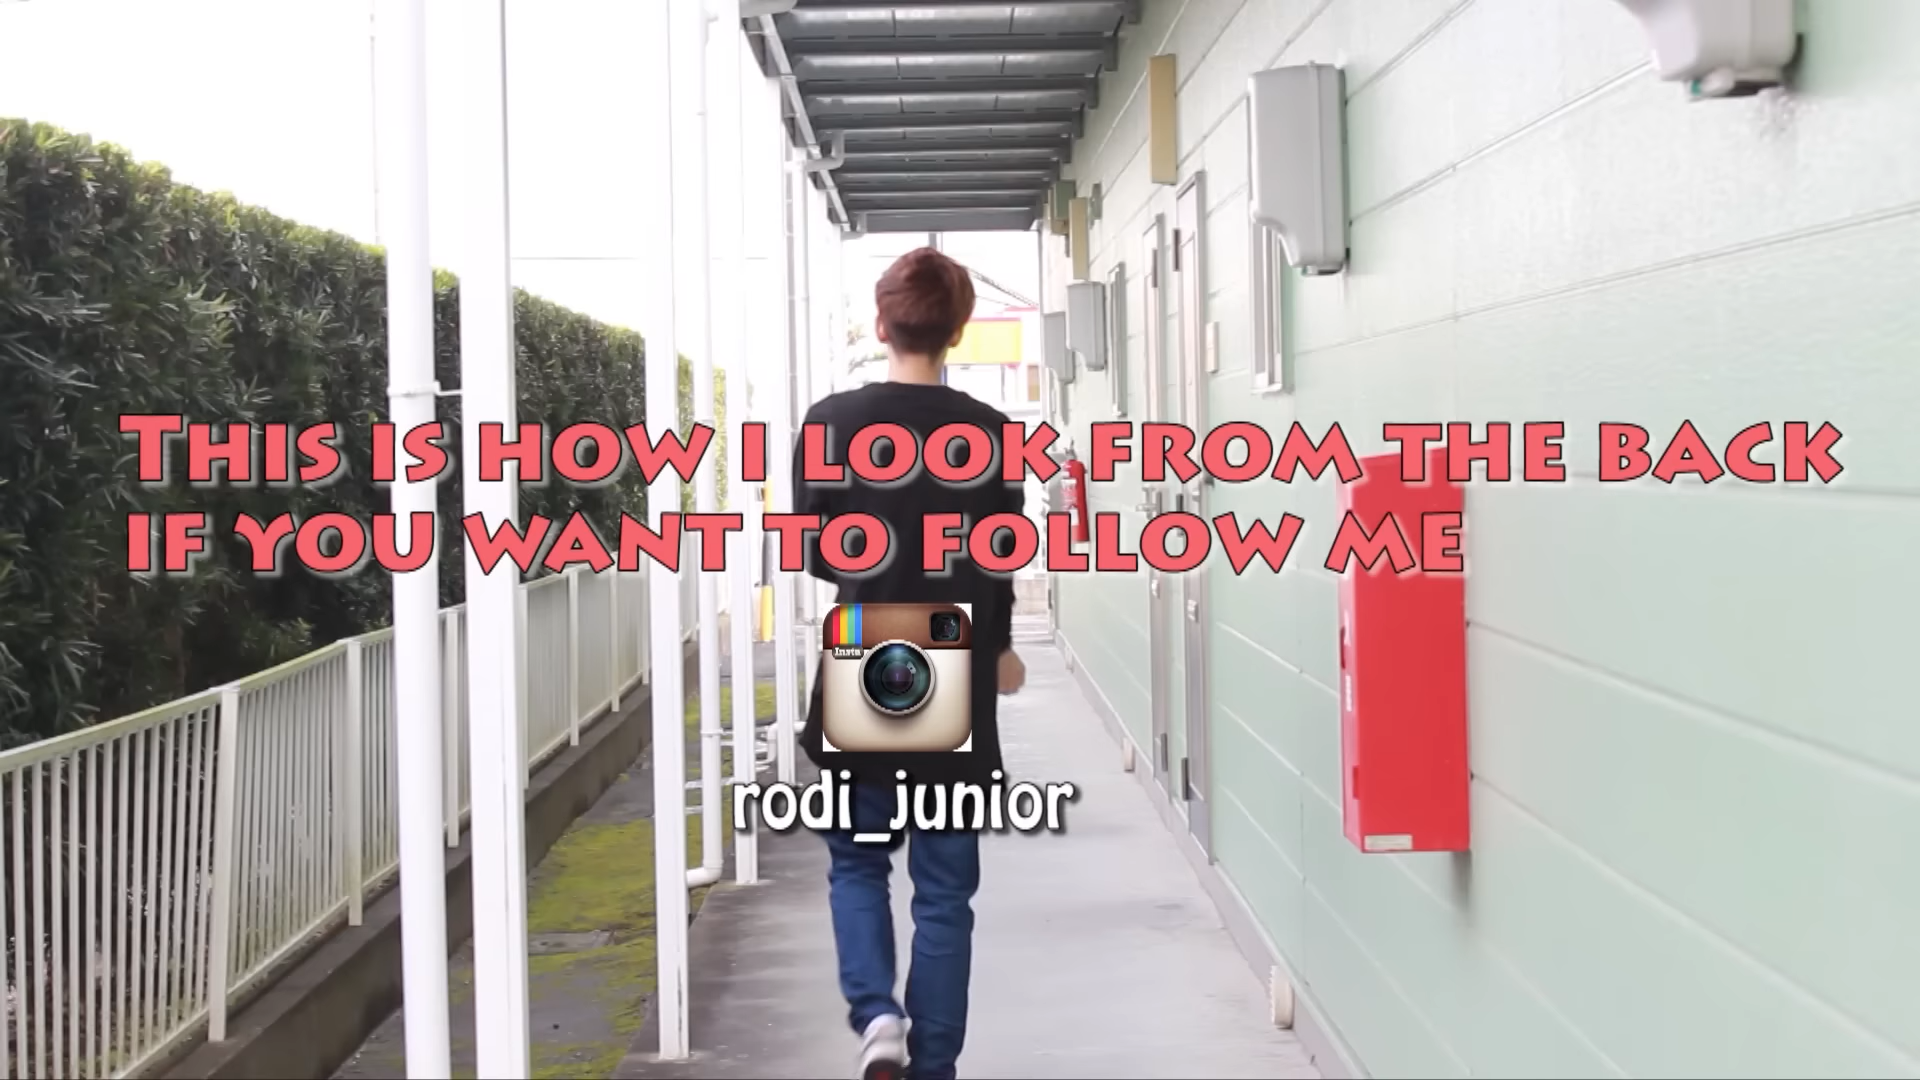 This is how i look from the back
if you want to follow me
Insta
rodi_junior